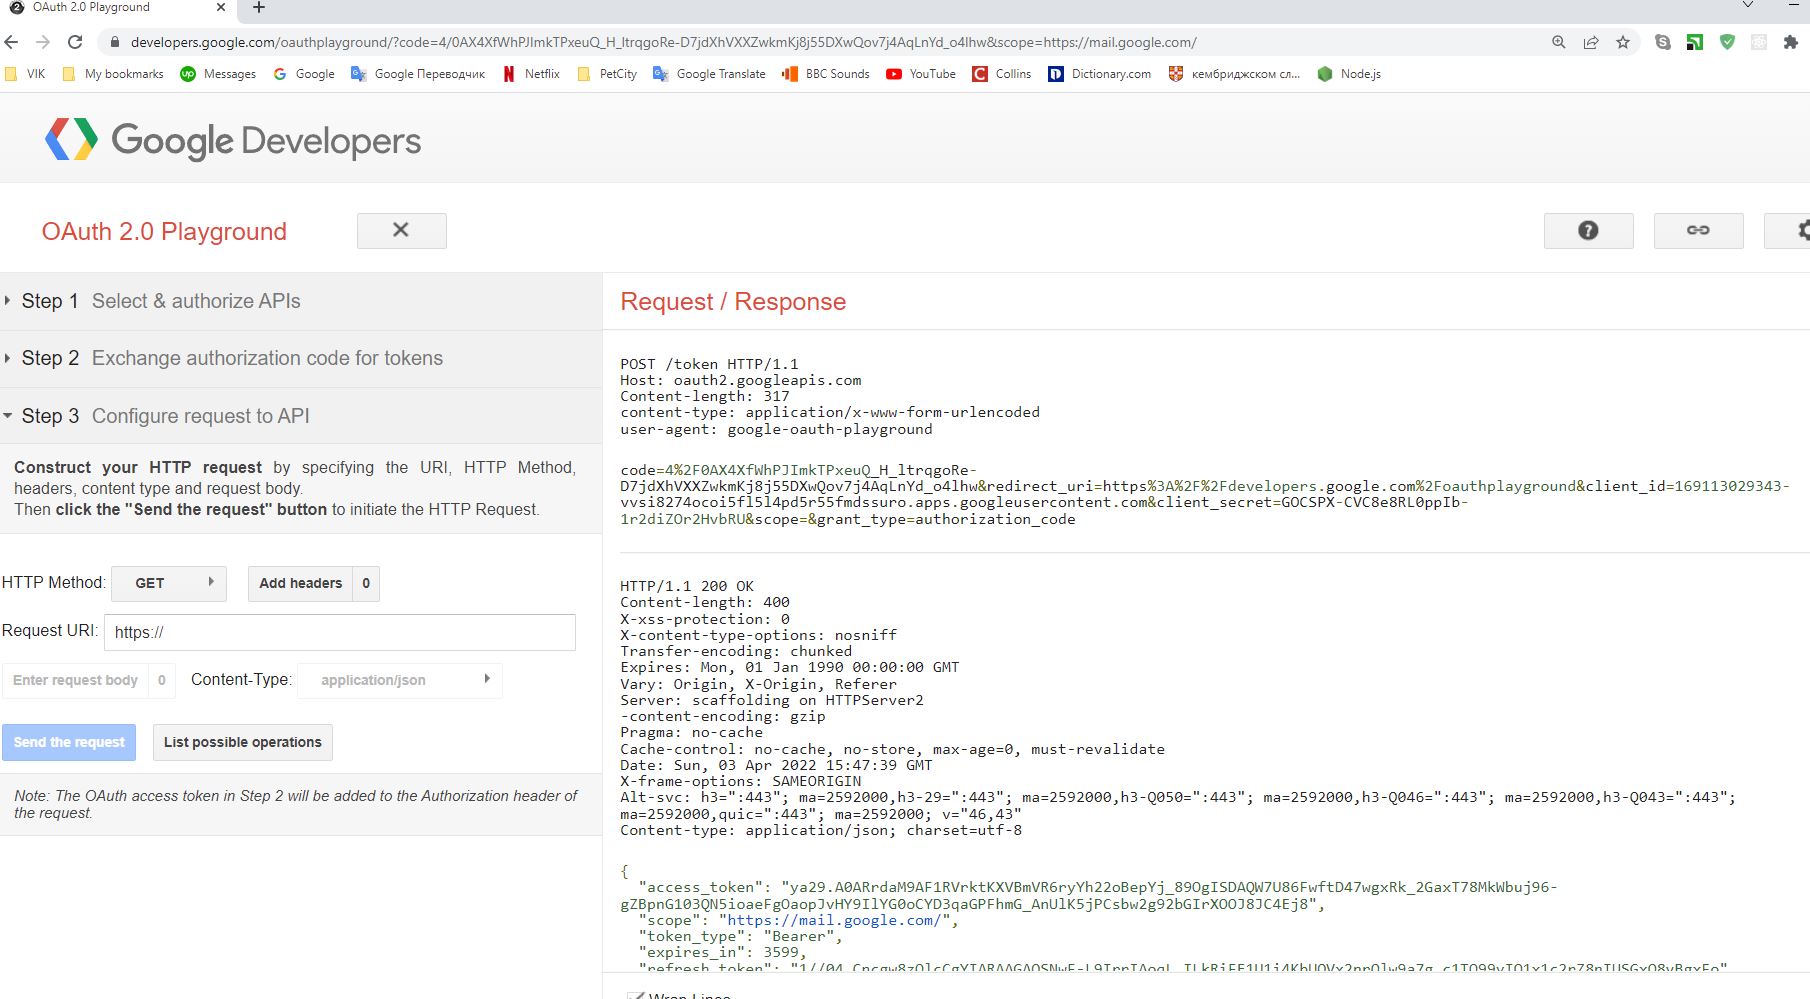 OAuth 2.0 Playground
developers.google.com/oauthplayground/?code=4/0AX4XfWhPJImkTPxeuQ_H_ltrqgoRe-D7jdXhVXXZwkmKj8j55DXwQov7j4AqLnYd_o4lhw&scope=https://mail.google.com/
VIK My bookmarks Messages Google Google Переводчик Netflix PetCity Google Translate BBC Sounds YouTube Collins Dictionary.com кембриджском сл... Node.js
Google Developers
OAuth 2.0 Playground
Step 1 Select & authorize APIs
Step 2 Exchange authorization code for tokens
Step 3 Configure request to API
Construct your HTTP request by specifying the URI, HTTP Method,
headers, content type and request body.
Then click the "Send the request" button to initiate the HTTP Request.
HTTP Method: GET Add headers 0
Request URI: https://
Enter request body 0 Content-Type: application/json
Send the request List possible operations
Note: The OAuth access token in Step 2 will be added to the Authorization header of
the request.
Request / Response
POST /token HTTP/1.1
Host: oauth2.googleapis.com
Content-length: 317
content-type: application/x-www-form-urlencoded
user-agent: google-oauth-playground
code=4%2F0AX4XfWhPJImkTPxeuQ_H_ltrqgoRe-
D7jdXhVXXZwkmKj8j55DXwQov7j4AqLnYd_o4lhw&redirect_uri=https%3A%2F%2Fdevelopers.google.com%2Foauthplayground&client_id=169113029343-
vvsi8274ocoi5fl5l4pd5r55fmdssuro.apps.googleusercontent.com&client_secret=GOCSPX-CVC8e8RL0ppIb-
1r2diZOr2HvbRU&scope=&grant_type=authorization_code
HTTP/1.1 200 OK
Content-length: 400
X-xss-protection: 0
X-content-type-options: nosniff
Transfer-encoding: chunked
Expires: Mon, 01 Jan 1990 00:00:00 GMT
Vary: Origin, X-Origin, Referer
Server: scaffolding on HTTPServer2
-content-encoding: gzip
Pragma: no-cache
Cache-control: no-cache, no-store, max-age=0, must-revalidate
Date: Sun, 03 Apr 2022 15:47:39 GMT
X-frame-options: SAMEORIGIN
Alt-svc: h3=":443"; ma=2592000,h3-29=":443"; ma=2592000,h3-Q050=":443"; ma=2592000,h3-Q046=":443"; ma=2592000,h3-Q043=":443";
ma=2592000,quic=":443"; ma=2592000; v="46,43"
Content-type: application/json; charset=utf-8
{
"access_token": "ya29.A0ARrdaM9AF1RVrktKXVBmVR6ryYh22oBepYj_89OgISDAQW7U86FwftD47wgxRk_2GaxT78MkWbuj96-
gZBpnG103QN5ioaeFgOaopJvHY9IlYG0oCYD3qaGPFhmG_AnUlK5jPCsbw2g92bGIrXOOJ8JC4Ej8",
"scope": "https://mail.google.com/",
"token_type": "Bearer",
"expires_in": 3599,
"refresh_token":
Wrap Lines